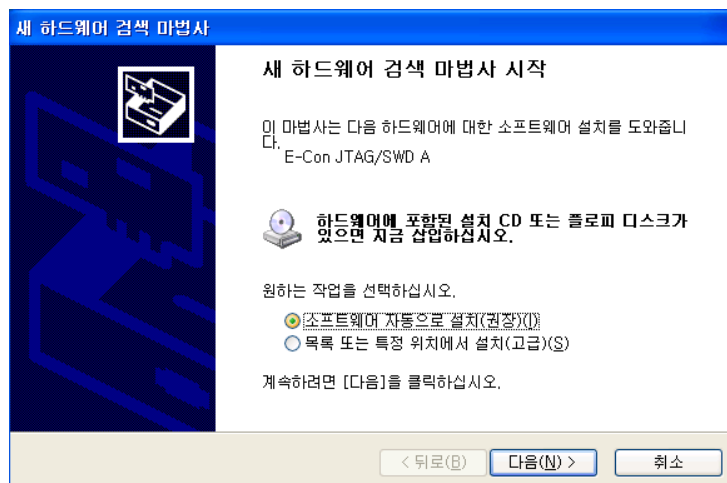 새 하드웨어 검색 마법사
새 하드웨어 검색 마법사 시작
이 마법사는 다음 하드웨어에 대한 소프트웨어 설치를 도와줍니
다.
E-Con JTAG/SWD A
하드웨어에 포함된 설치 CD 또는 플로피 디스크가
있으면 지금 삽입하십시오.
원하는 작업을 선택하십시오.
소프트웨어 자동으로 설치(권장)(I)
목록 또는 특정 위치에서 설치(고급)(S)
계속하려면 [다음]을 클릭하십시오.
< 뒤로(B) 다음(N) > 취소